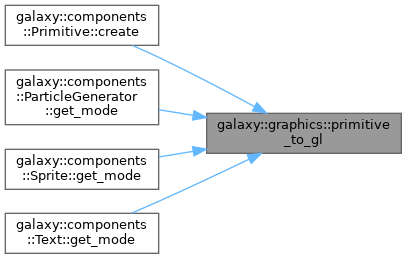 galaxy::components
::Primitive::create
galaxy::components
::ParticleGenerator
::get_mode
galaxy::graphics::primitive
_to_gl
galaxy::components
::Sprite::get_mode
galaxy::components
::Text::get_mode